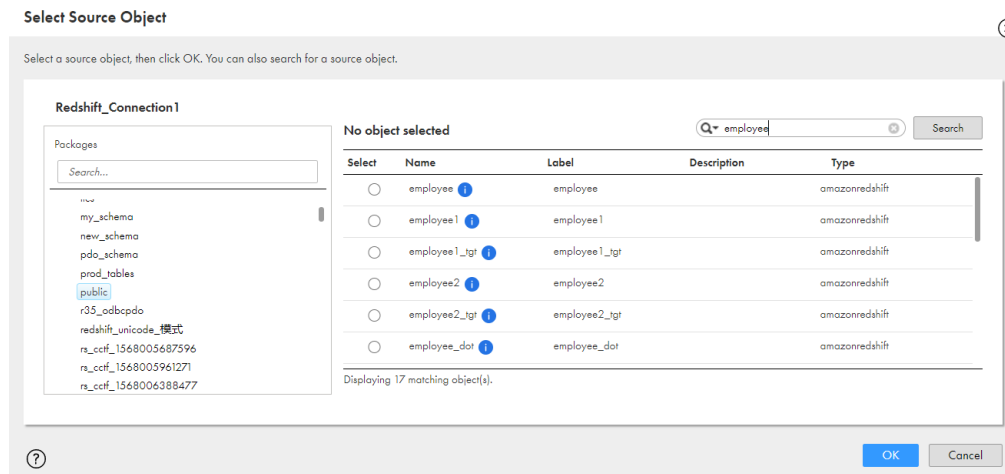 Select Source Object
Select a source object, then click OK. You can also search for a source object.
Redshift_Connection1
Packages
Search...
my_schema
new_schema
pdo_schema
prod_tables
public
r35_odbcpdo
redshift_unicode_模式
rs_cctf_1568005687596
rs_cctf_1568005961271
rs_cctf_1568006388477
No object selected
employee
Search
Select Name Label Description Type
employee i employee amazonredshift
employee1 i employee1 amazonredshift
employee1_tgt i employee1_tgt amazonredshift
employee2 i employee2 amazonredshift
employee2_tgt i employee2_tgt amazonredshift
employee_dot i employee_dot amazonredshift
Displaying 17 matching object(s).
? OK Cancel